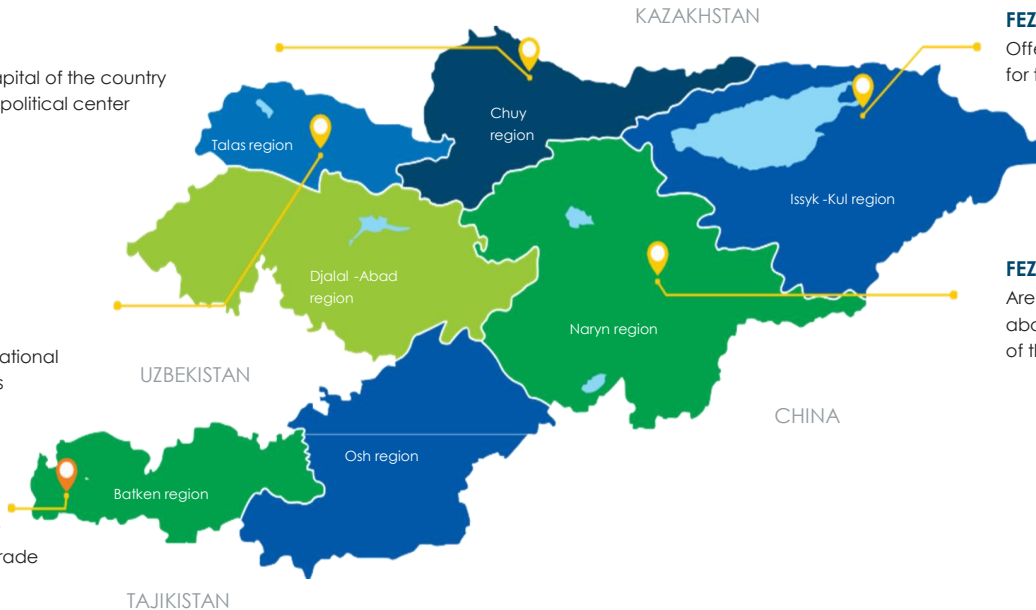 KAZAKHSTAN
FEZ
for t
apital of the country
political center
Chuy
region
Talas region
Issyk -Kul region
Djalal -Abad
region
FEZ
Are
abo
of th
Naryn region
ational
s
UZBEKISTAN
CHINA
Osh region
Batken region
rade
TAJIKISTAN